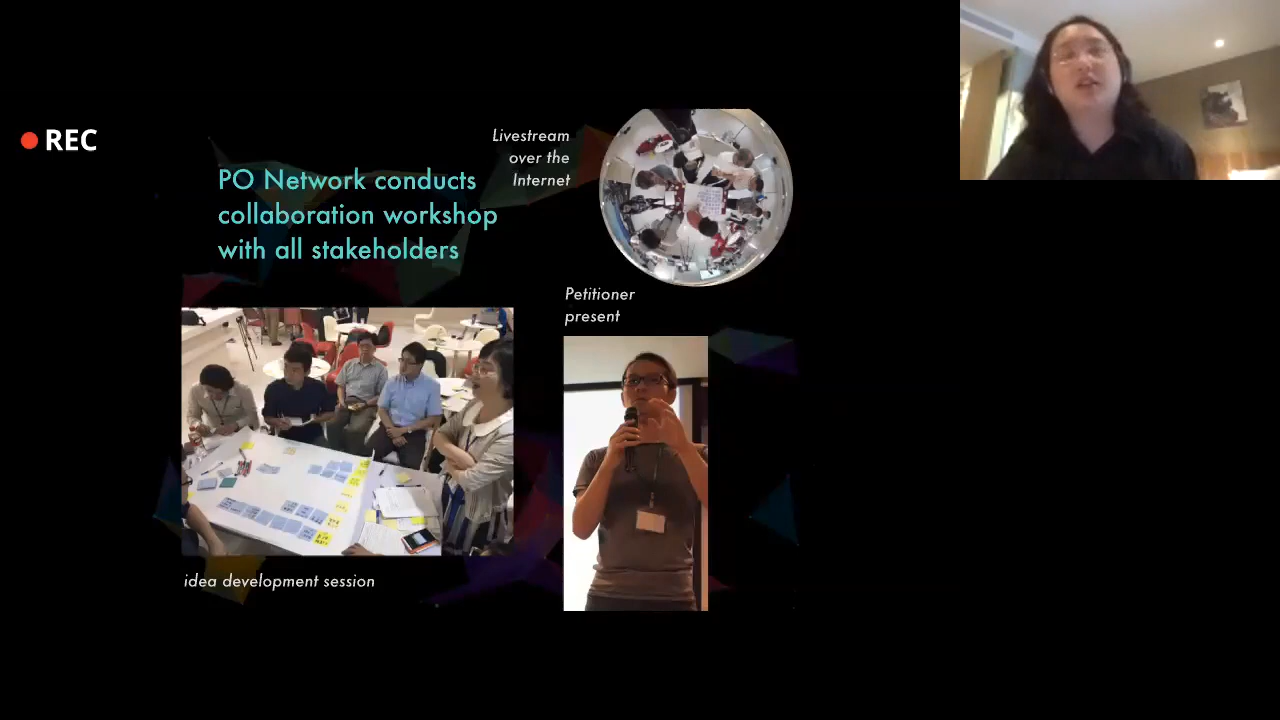 REC
PO Network conducts
collaboration workshop
with all stakeholders
Livestream
over the
Internet
Petitioner
present
idea development session